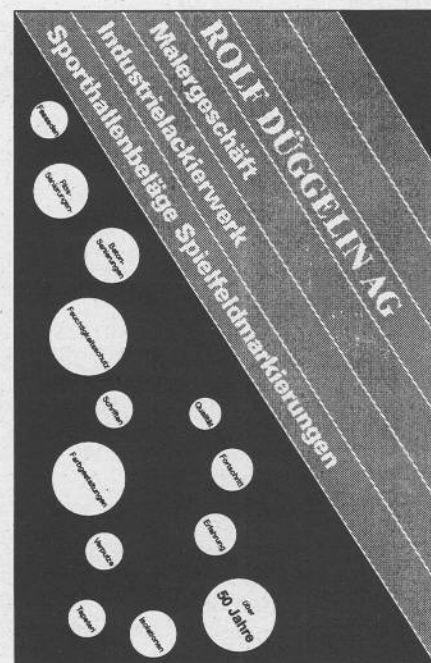 ROLF DÜGGELIN AG
Malergeschäft
Industrielackierwerk
Sporthallenbeläge Spielfeldmarkierungen
Fassaden
Riss-
Sanierungen
Beton-
Sanierungen
Feuchtigkeitsschutz
Schriften
Farbgestaltungen
Verputze
Tapeten
Isolationen
Qualität
Fortschritt
Erfahrung
über
50 Jahre